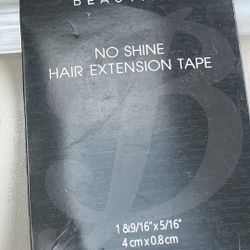 NO SHINE
HAIR EXTENSION TAPE
1 &9/16"x 5/16"
4 cm x 0.8 cm